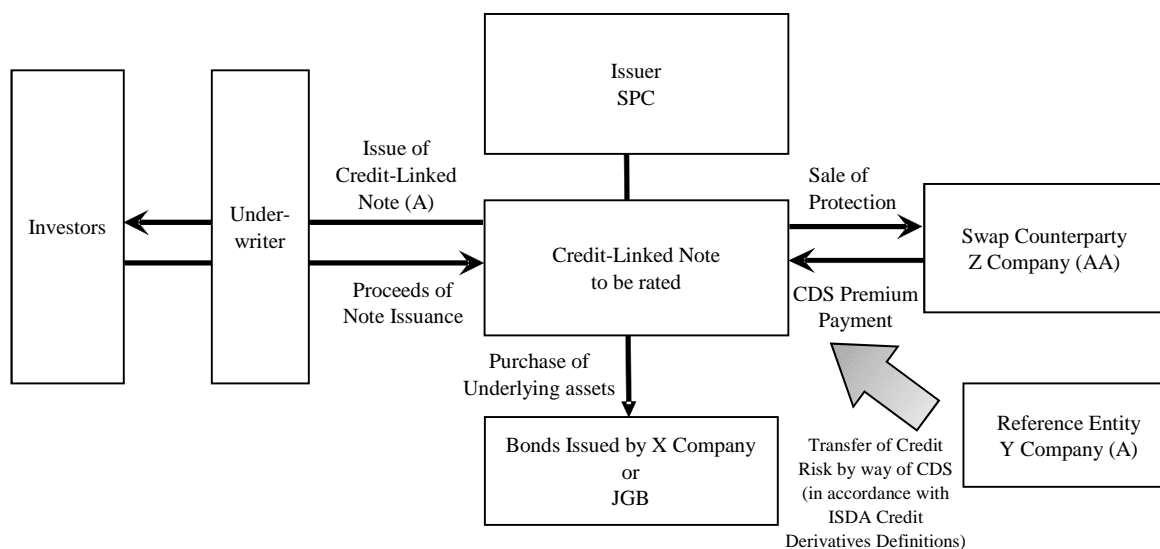 Issuer
SPC
Issue of
Credit-Linked
Note (A)
Sale of
Protection
Investors
Under-
writer
Swap Counterparty
Z Company (AA)
Credit-Linked Note
to be rated
Proceeds of
Note Issuance
CDS Premium
Payment
Purchase of
Underlying assets
Bonds Issued by X Company
or
JGB
Transfer of Credit
Risk by way of CDS
(in accordance with
ISDA Credit
Derivatives Definitions)
Reference Entity
Y Company (A)